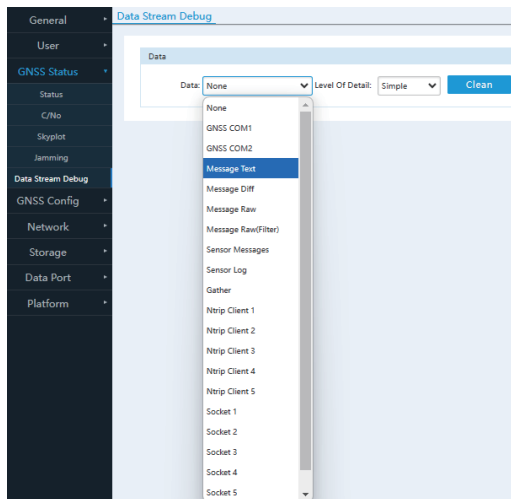 General
User
GNSS Status
Status
C/No
Skyplot
Jamming
Data Stream Debug
GNSS Config
Network
Storage
Data Port
Platform
Data Stream Debug
Data
Data: None Level Of Detail: Simple Clean
None
GNSS COM1
GNSS COM2
Message Text
Message Diff
Message Raw
Message Raw(Filter)
Sensor Messages
Sensor Log
Gather
Ntrip Client 1
Ntrip Client 2
Ntrip Client 3
Ntrip Client 4
Ntrip Client 5
Socket 1
Socket 2
Socket 3
Socket 4
Socket 5